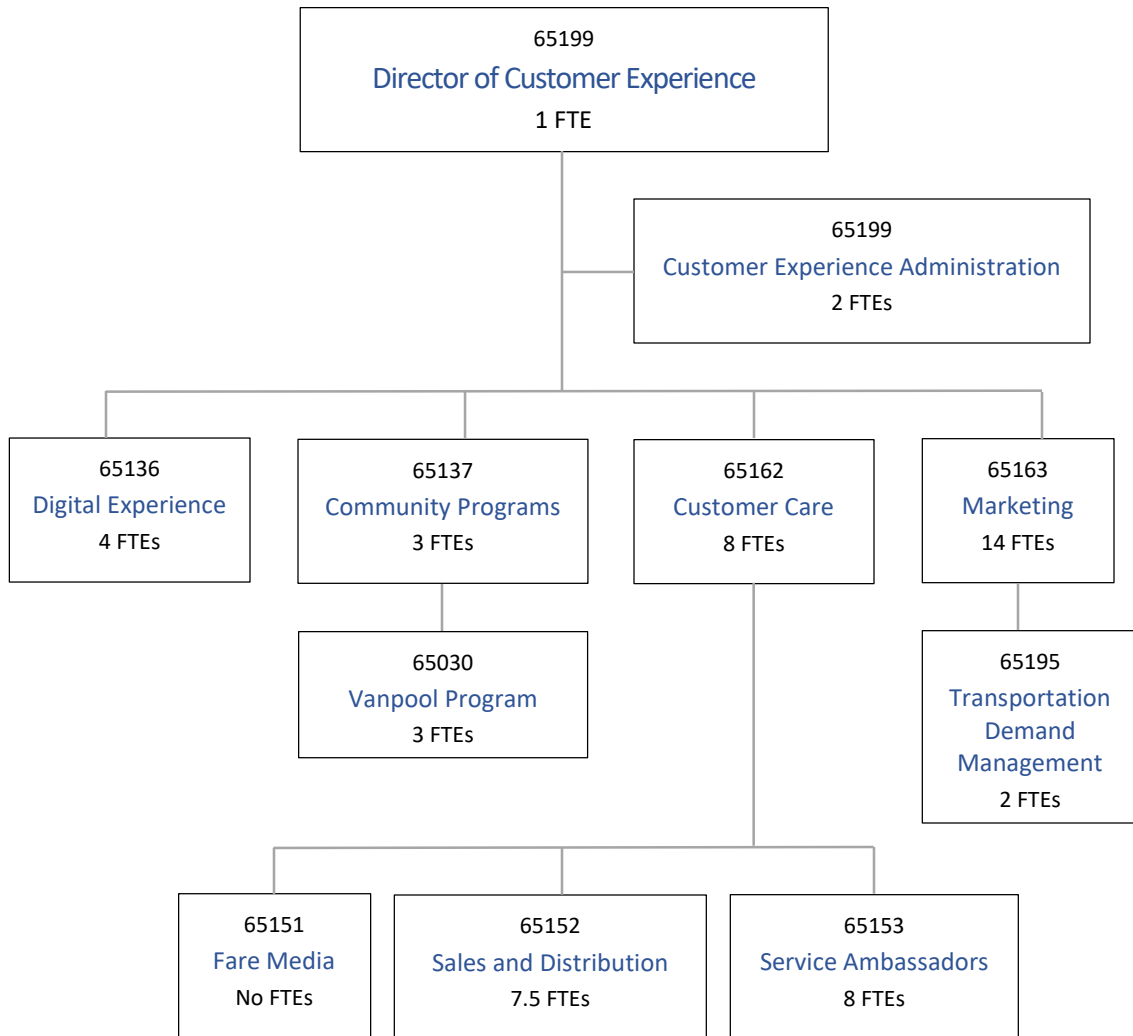 65199
Director of Customer Experience
1 FTE
65199
Customer Experience Administration
2 FTEs
65136
Digital Experience
4 FTEs
65137
Community Programs
3 FTEs
65162
Customer Care
8 FTEs
65163
Marketing
14 FTEs
65030
Vanpool Program
3 FTEs
65195
Transportation
Demand
Management
2 FTEs
65151
Fare Media
No FTEs
65152
Sales and Distribution
7.5 FTEs
65153
Service Ambassadors
8 FTEs